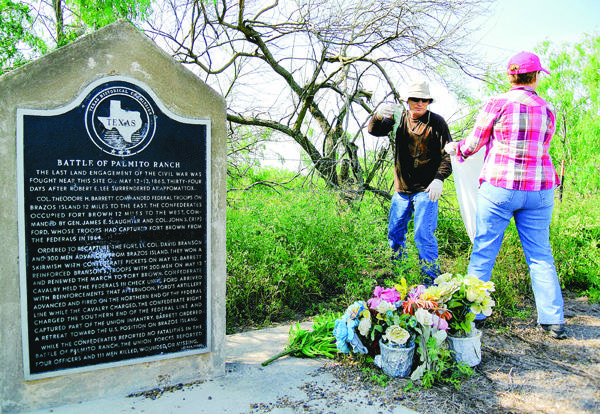 TEXAS HISTORICAL COMMISSION
TEXAS
BATTLE OF PALMITO RANCH
THE LAST LAND ENGAGEMENT OF THE CIVIL WAR WAS
FOUGHT NEAR THIS SITE ON MAY 12-13, 1865, THIRTY-FOUR
DAYS AFTER ROBERT E. LEE SURRENDERED AT APPOMATTOX.
COL. THEODORE H. BARRETT COMMANDED FEDERAL TROOPS ON
BRAZOS ISLAND 12 MILES TO THE EAST. THE CONFEDERATES
OCCUPIED FORT BROWN 12 MILES TO THE WEST, COM-
MANDED BY GEN. JAMES E. SLAUGHTER AND COL. JOHN S. (RIP)
FORD, WHOSE TROOPS HAD CAPTURED FORT BROWN FROM
THE FEDERALS IN 1864.
ORDERED TO RECAPTURE THE FORT, LT. COL. DAVID BRANSON
AND 300 MEN ADVANCED FROM BRAZOS ISLAND. THEY WON A
SKIRMISH WITH CONFEDERATE PICKETS ON MAY 12. BARRETT
REINFORCED BRANSON'S TROOPS WITH 200 MEN ON MAY 13
AND RENEWED THE MARCH TO FORT BROWN. CONFEDERATE
CAVALRY HELD THE FEDERALS IN CHECK UNTIL FORD ARRIVED
WITH REINFORCEMENTS THAT AFTERNOON. FORD'S ARTILLERY
ADVANCED AND FIRED ON THE NORTHERN END OF THE FEDERAL
LINE WHILE THE CAVALRY CHARGED. THE CONFEDERATE RIGHT
CHARGED THE SOUTHERN END OF THE FEDERAL LINE AND
CAPTURED PART OF THE UNION INFANTRY. BARRETT ORDERED
A RETREAT TOWARD THE U.S. POSITION ON BRAZOS ISLAND.
WHILE THE CONFEDERATES REPORTED NO FATALITIES IN THE
BATTLE OF PALMITO RANCH, THE UNION FORCES REPORTED
FOUR OFFICERS AND 111 MEN KILLED, WOUNDED OR MISSING.